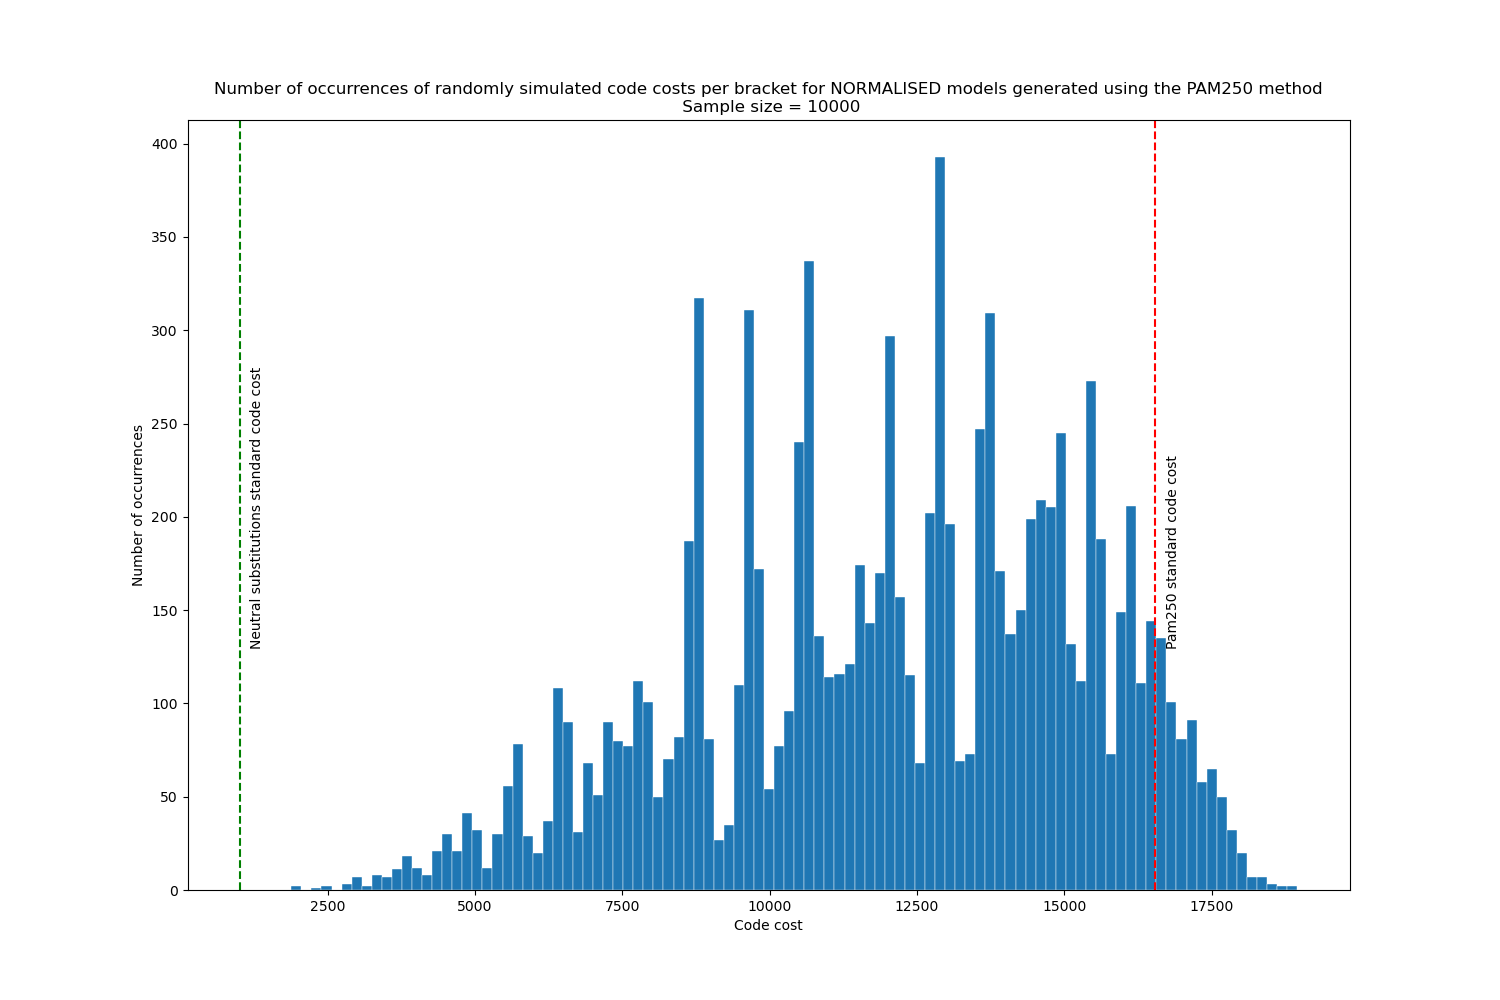 Number of occurrences of randomly simulated code costs per bracket for NORMALISED models generated using the PAM250 method
Sample size = 10000
400
350
300
250
200
150
100
50
0
Number of occurrences
Neutral substitutions standard code cost
Pam250 standard code cost
2500
5000
7500
10000
12500
15000
17500
Code cost